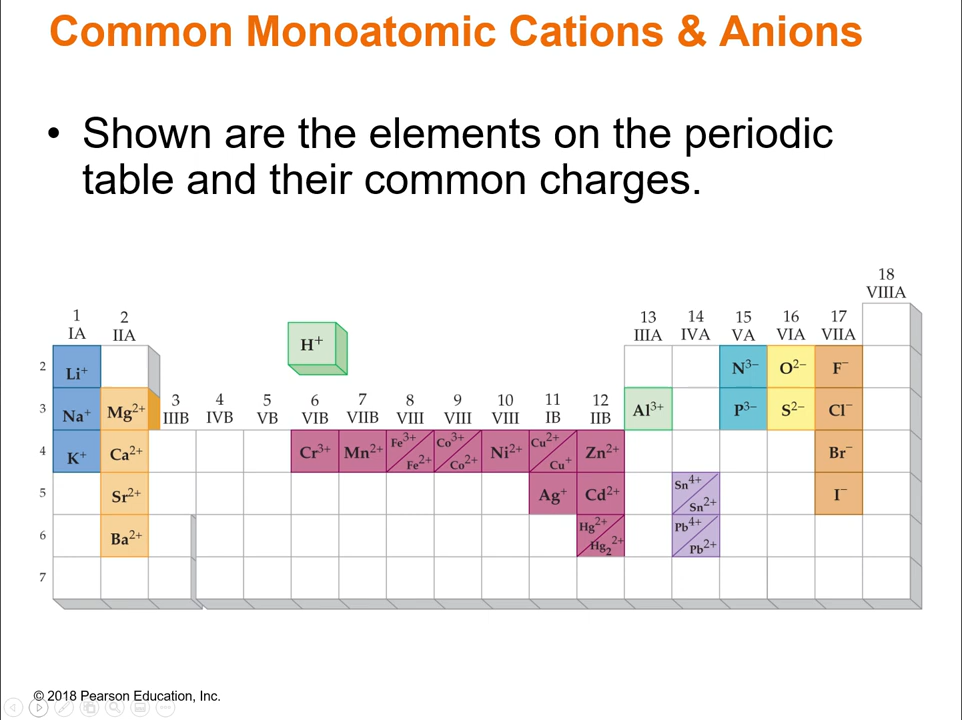 Common Monoatomic Cations & Anions
• Shown are the elements on the periodic
table and their common charges.
18
VIIIA
1 2 13 14 15 16 17
IA IIA IIIA IVA VA VIA VIIA
H⁺
2 Li⁺ N³⁻ O²⁻ F⁻
3 4 5 6 7 8 9 10 11 12
3 Na⁺ Mg²⁺ IIIB IVB VB VIB VIIB VIII VIII VIII IB IIB Al³⁺ P³⁻ S²⁻ Cl⁻
4 K⁺ Ca²⁺ Cr³⁺ Mn²⁺ Fe³⁺ Fe²⁺ Co³⁺ Co²⁺ Ni²⁺ Cu²⁺ Cu⁺ Zn²⁺ Br⁻
5 Sr²⁺ Ag⁺ Cd²⁺ Sn⁴⁺ Sn²⁺ I⁻
6 Ba²⁺ Hg²⁺ Hg₂²⁺ Pb⁴⁺ Pb²⁺
7
© 2018 Pearson Education, Inc.